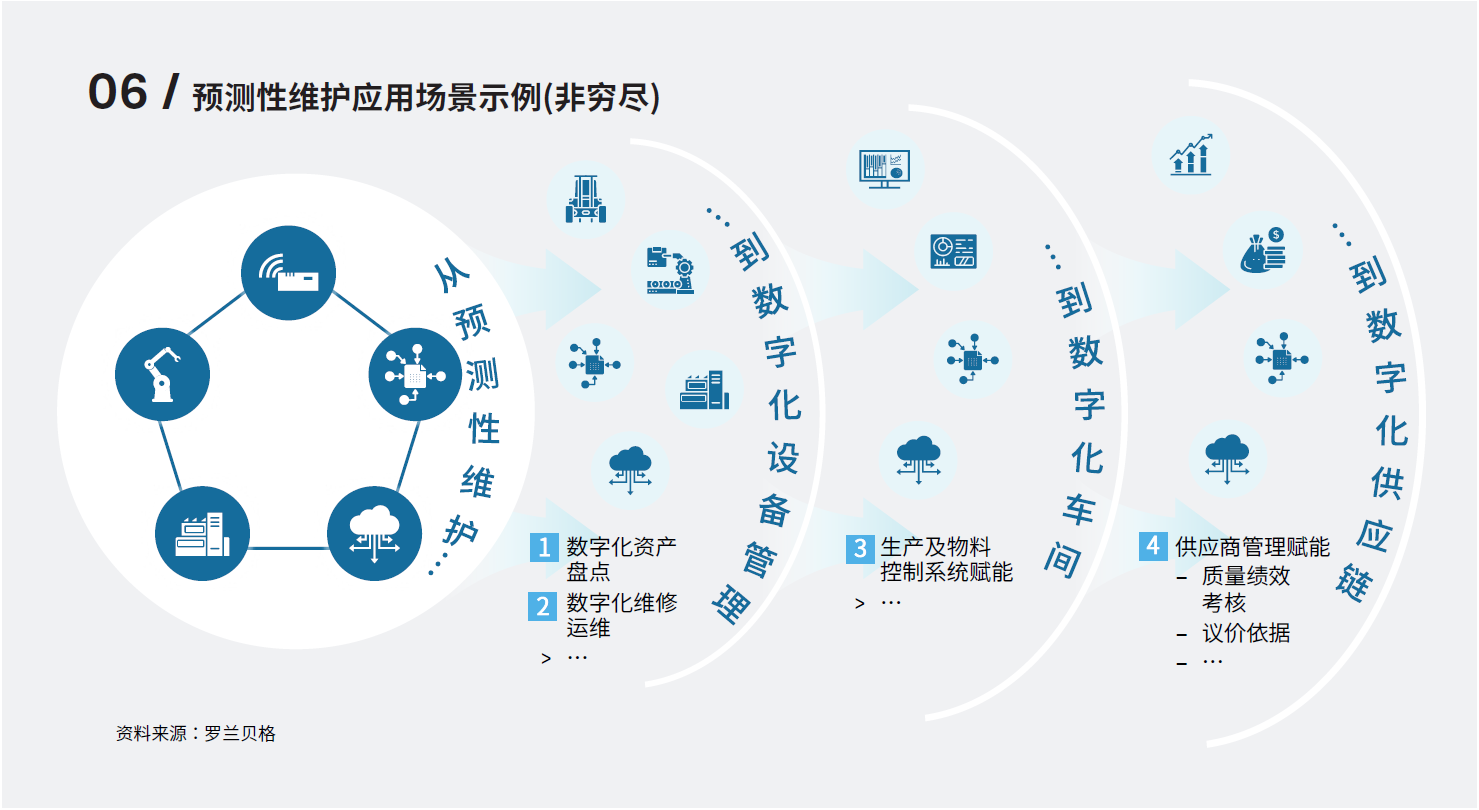 06 / 预测性维护应用场景示例(非穷尽)
从预测性维护…
…到数字化设备管理
1 数字化资产
盘点
2 数字化维修
运维
> …
…到数字化车间
3 生产及物料
控制系统赋能
> …
…到数字化供应链
4 供应商管理赋能
– 质量绩效
考核
– 议价依据
– …
$
资料来源：罗兰贝格